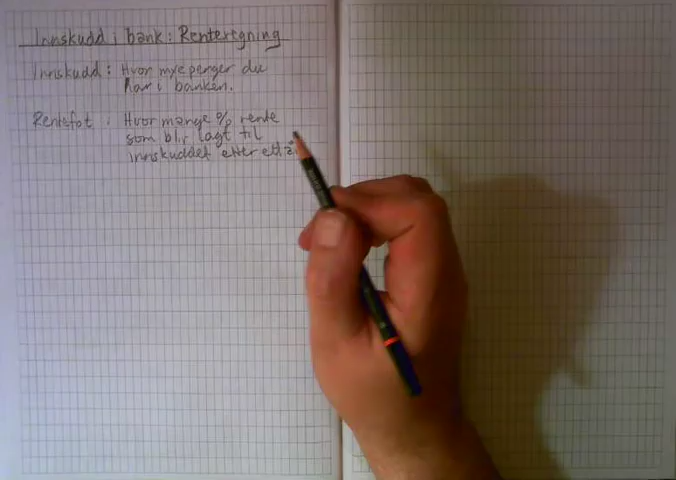 Innskudd i bank: Renteregning
Innskudd: Hvor mye penger du
har i banken.
Rentefot: Hvor mange % rente
som blir lagt til
innskuddet etter ett å